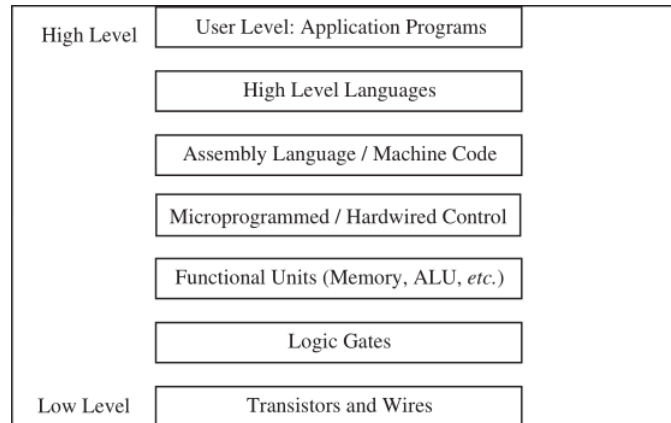 High Level
User Level: Application Programs
High Level Languages
Assembly Language / Machine Code
Microprogrammed / Hardwired Control
Functional Units (Memory, ALU, etc.)
Logic Gates
Low Level
Transistors and Wires